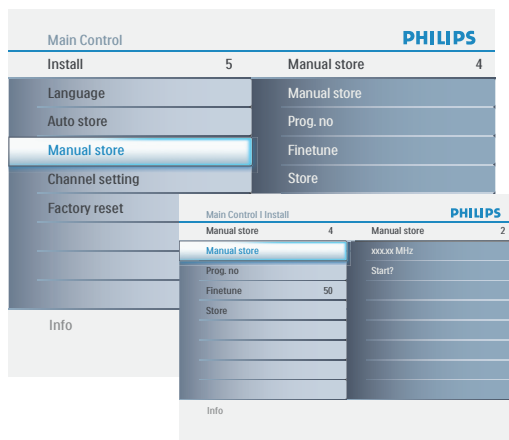 Main Control
PHILIPS
Install 5 Manual store 4
Language Manual store
Auto store Prog. no
Manual store Finetune
Channel setting Store
Factory reset
Info
Main Control I Install
PHILIPS
Manual store 4 Manual store 2
Manual store xxx.xx MHz
Prog. no Start?
Finetune 50
Store
Info